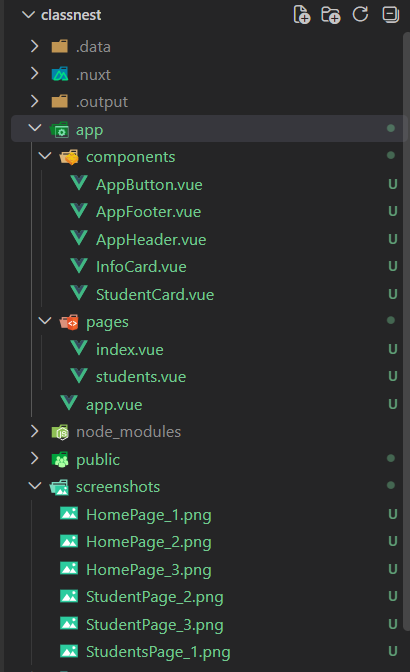 classnest
.data
.nuxt
.output
app
components
AppButton.vue U
AppFooter.vue U
AppHeader.vue U
InfoCard.vue U
StudentCard.vue U
pages
index.vue U
students.vue U
app.vue U
node_modules
public
screenshots
HomePage_1.png U
HomePage_2.png U
HomePage_3.png U
StudentPage_2.png U
StudentPage_3.png U
StudentsPage_1.png U